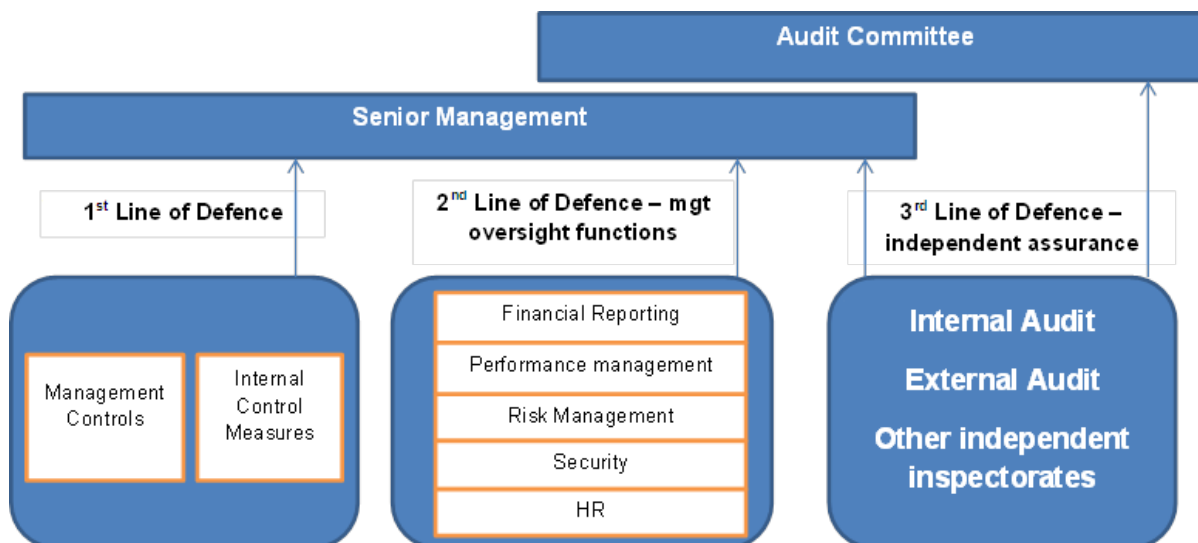 Audit Committee
Senior Management
1st Line of Defence
2nd Line of Defence – mgt
oversight functions
3rd Line of Defence –
independent assurance
Management
Controls
Internal
Control
Measures
Financial Reporting
Performance management
Risk Management
Security
HR
Internal Audit
External Audit
Other independent
inspectorates